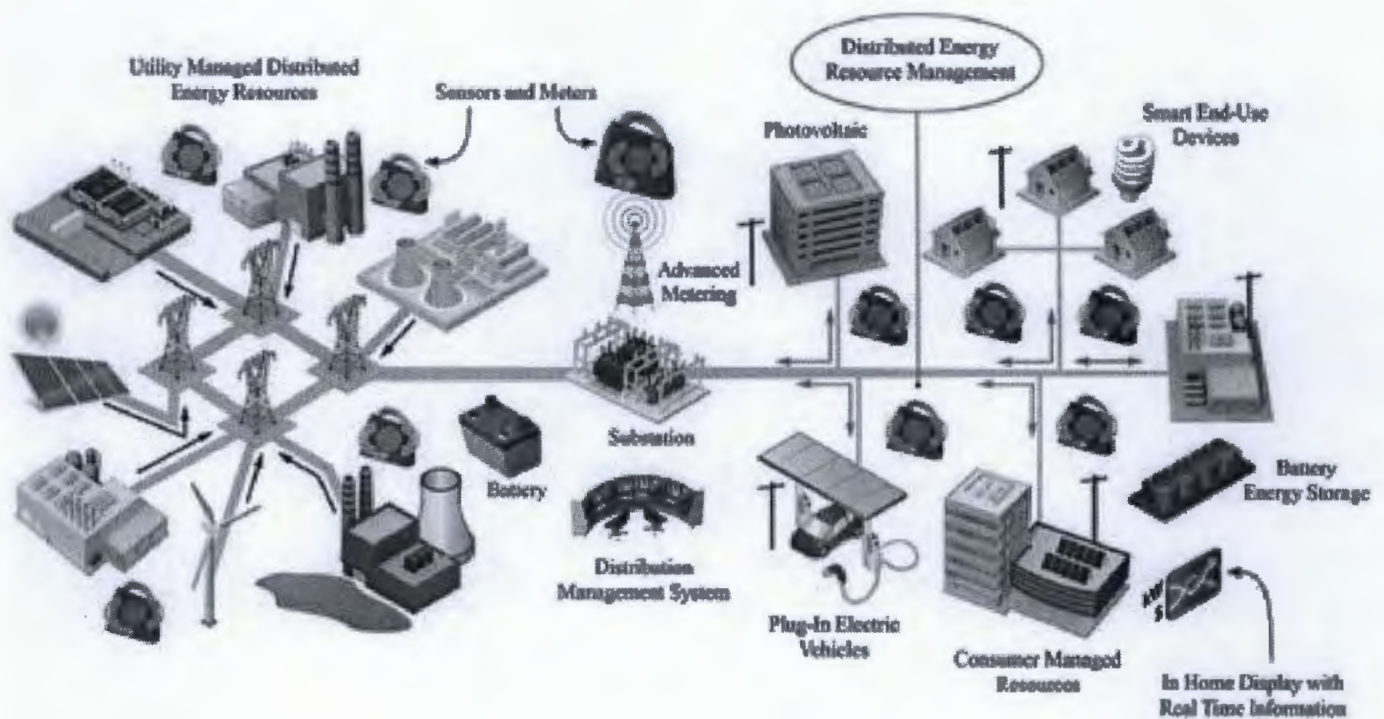 Distributed Energy
Resource Management
Utility Managed Distributed
Energy Resources
Sensors and Meters
Photovoltaic
Smart End-Use
Devices
Advanced
Metering
Substation
Battery
Distribution
Management System
Battery
Energy Storage
Plug-In Electric
Vehicles
Consumer Managed
Resources
kW
$
In Home Display with
Real Time Information